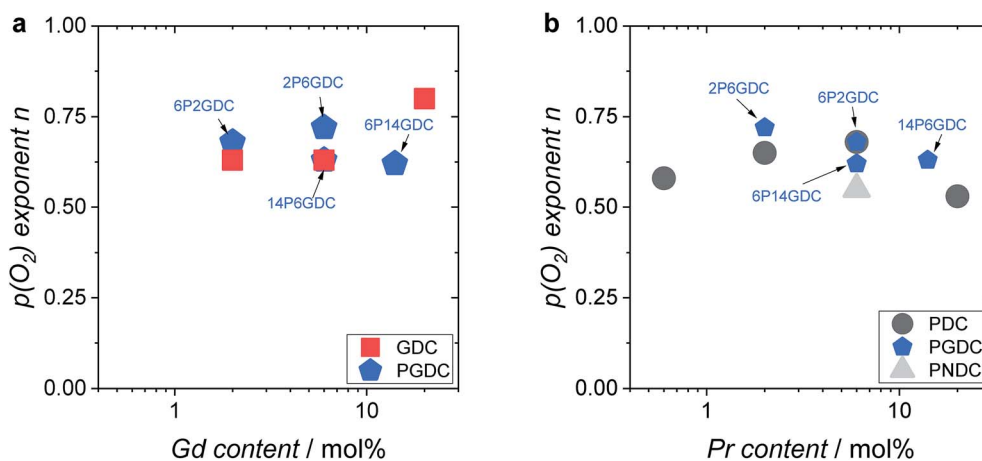 a
1.00
0.75
0.50
0.25
0.00
p(O₂) exponent n
6P2GDC
2P6GDC
6P14GDC
14P6GDC
GDC
PGDC
1
10
Gd content / mol%
b
1.00
0.75
0.50
0.25
0.00
p(O₂) exponent n
2P6GDC
6P2GDC
14P6GDC
6P14GDC
PDC
PGDC
PNDC
1
10
Pr content / mol%